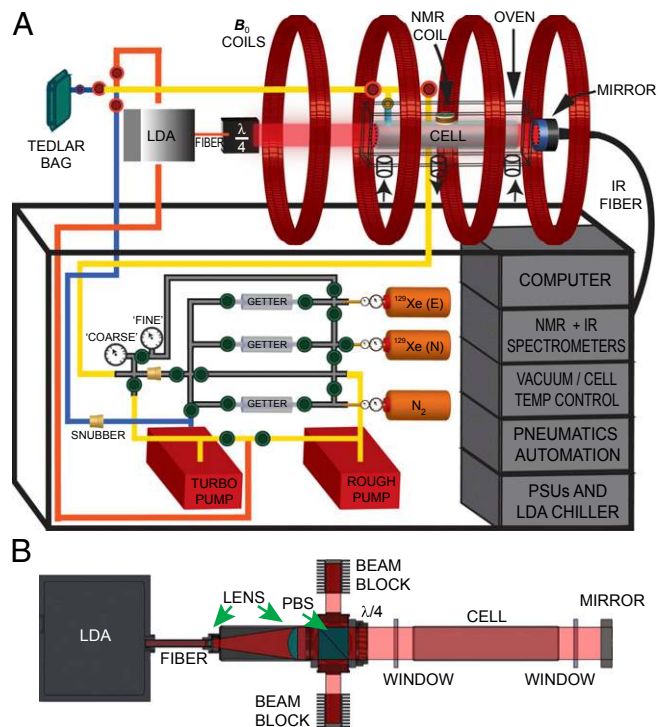 A
B₀
COILS
NMR
COIL
OVEN
MIRROR
TEDLAR
BAG
LDA
FIBER
λ
4
CELL
IR
FIBER
COMPUTER
'FINE'
'COARSE'
GETTER
¹²⁹Xe (E)
NMR + IR
SPECTROMETERS
GETTER
¹²⁹Xe (N)
VACUUM / CELL
TEMP CONTROL
GETTER
N₂
SNUBBER
PNEUMATICS
AUTOMATION
TURBO
PUMP
ROUGH
PUMP
PSUs AND
LDA CHILLER
B
BEAM
BLOCK
LENS
PBS
λ/4
CELL
MIRROR
LDA
FIBER
WINDOW
WINDOW
BEAM
BLOCK